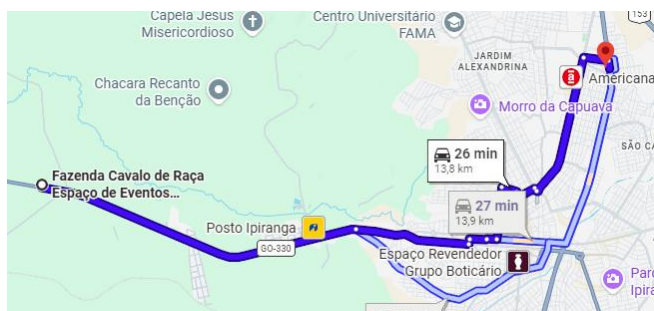 Capela Jesus
Misericordioso
Centro Universitário
FAMA
153
JARDIM
ALEXANDRINA
a
Americana
Chacara Recanto
da Benção
Morro da Capuava
26 min
13,8 km
SÃO CA
Fazenda Cavalo de Raça
Espaço de Eventos...
27 min
13,9 km
Posto Ipiranga
GO-330
Espaço Revendedor
Grupo Boticário
Parq
Ipira